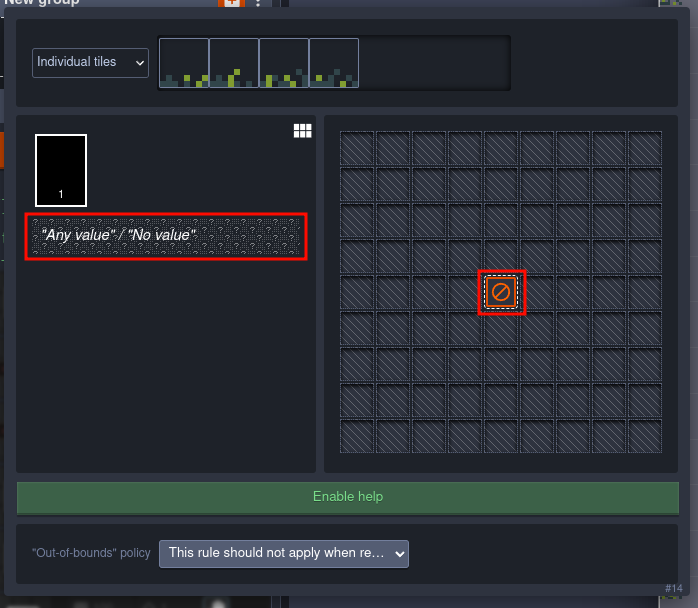 New group
Individual tiles
1
"Any value" / "No value"
Enable help
"Out-of-bounds" policy
This rule should not apply when re...
#14